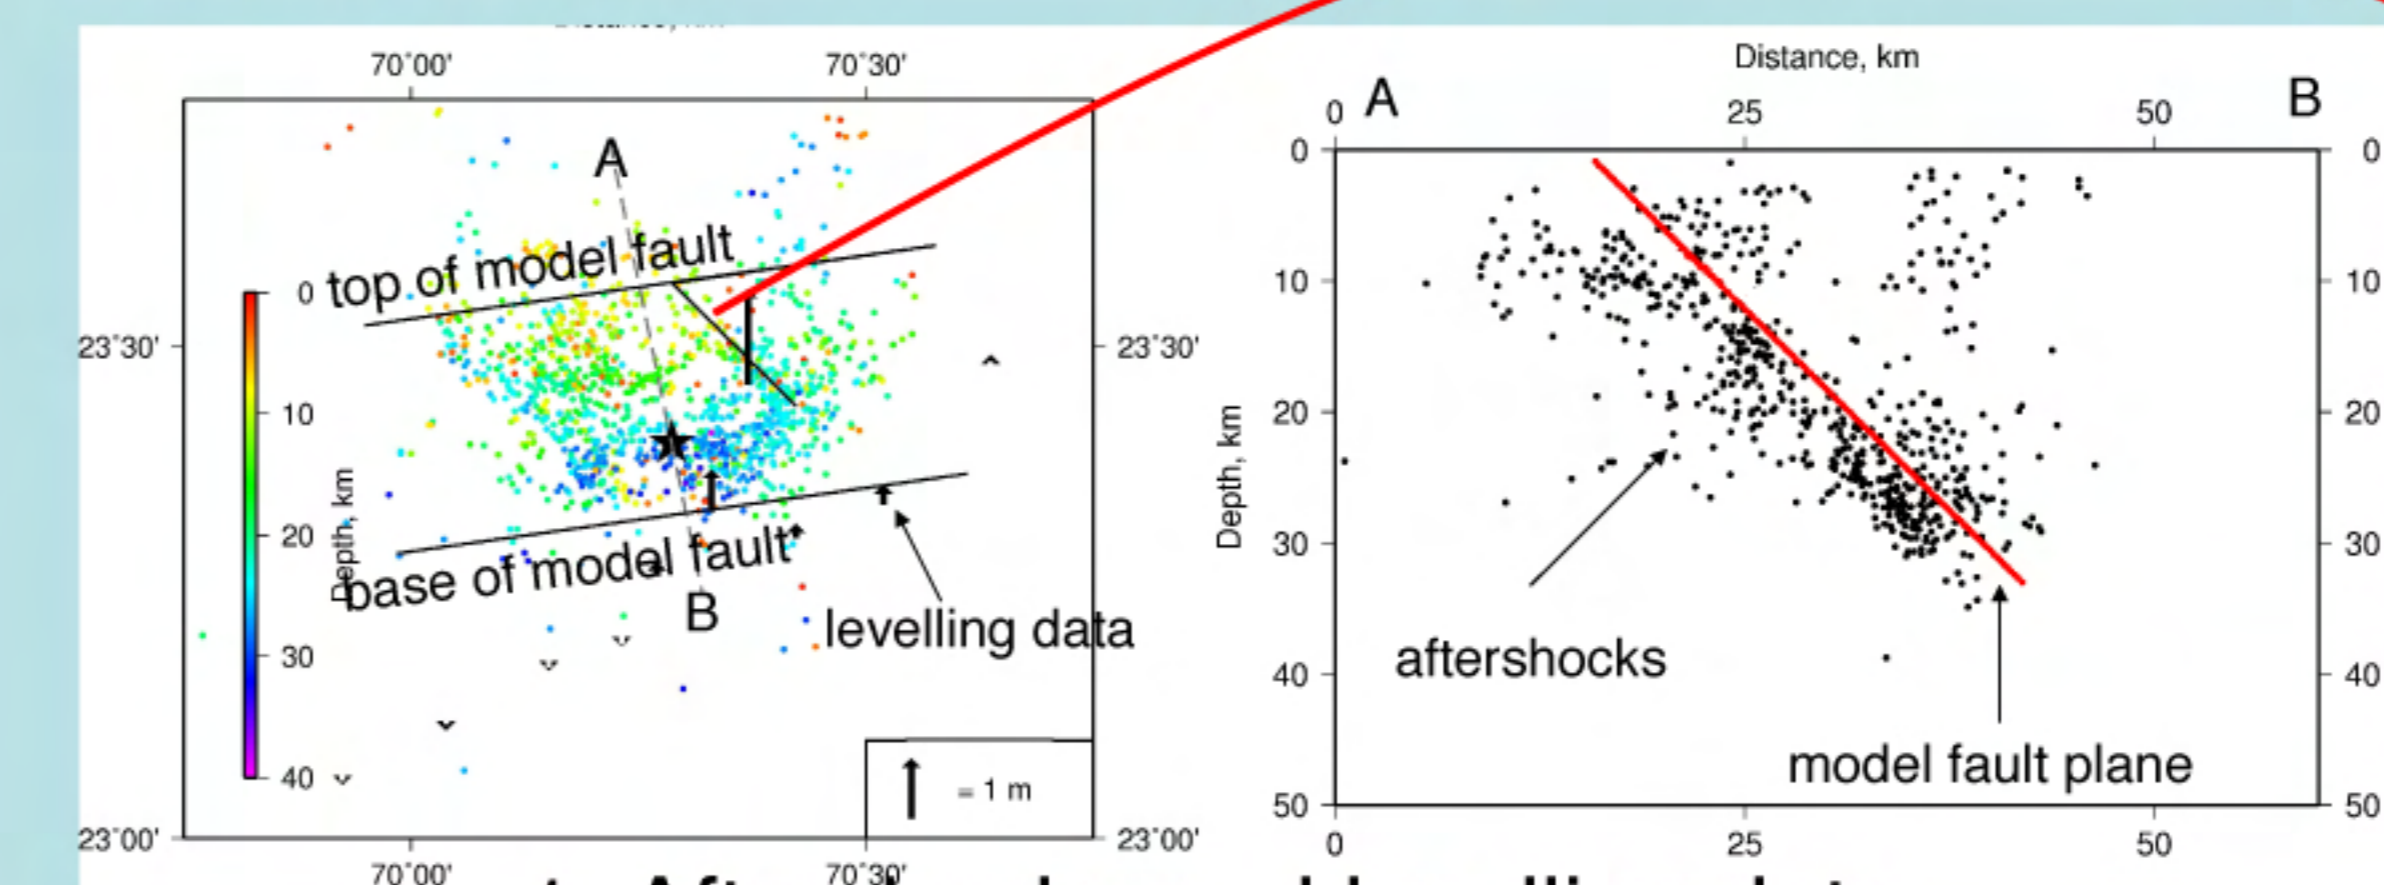 70°00' 70°30'
A
top of model fault
0
10
20
30
40
Depth, km
23°30' 23°30'
base of model fault
B
levelling data
= 1 m
23°00' 23°00'
70°00' 70°30'
Distance, km
A B
0 25 50
0 0
10 10
20 20
30 30
40 40
50 50
Depth, km
aftershocks
model fault plane
0 25 50